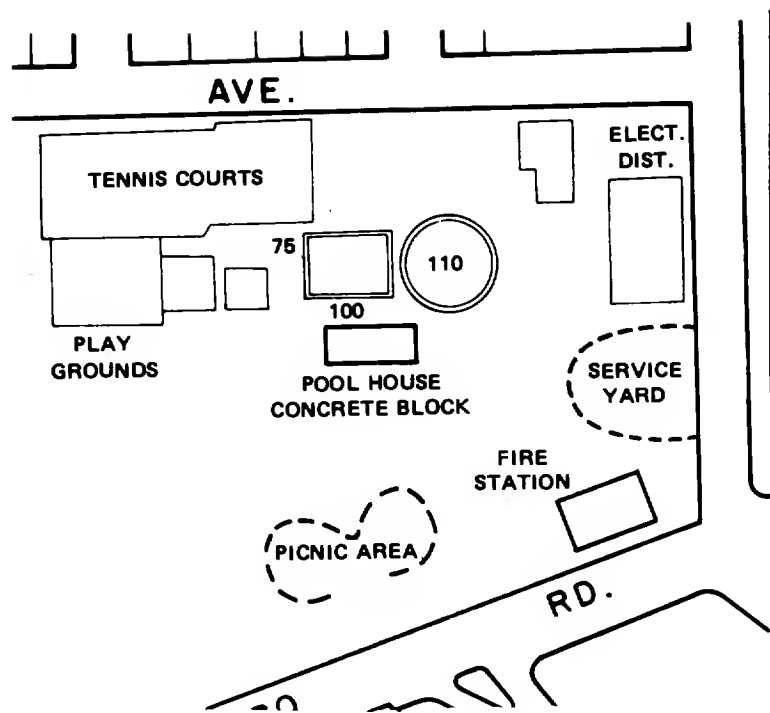 AVE.
ELECT.
DIST.
TENNIS COURTS
75
110
100
PLAY
GROUNDS
POOL HOUSE
CONCRETE BLOCK
SERVICE
YARD
FIRE
STATION
PICNIC AREA
RD.